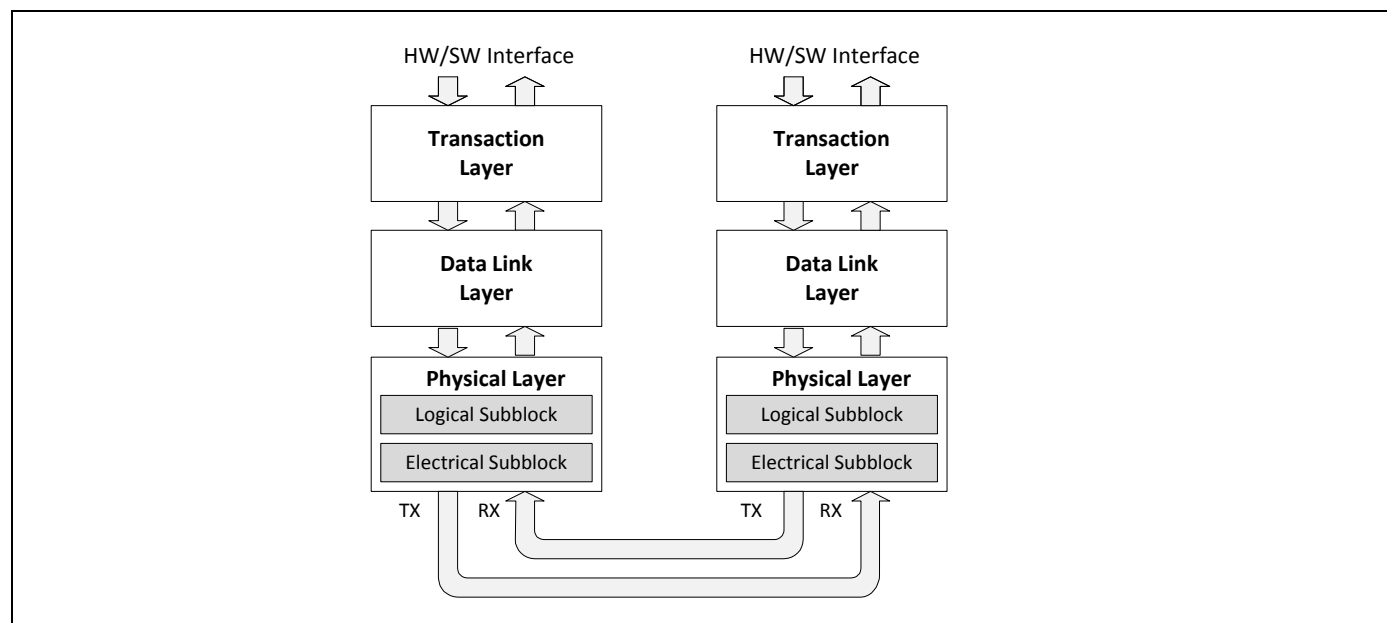 HW/SW Interface
Transaction
Layer
Data Link
Layer
Physical Layer
Logical Subblock
Electrical Subblock
TX
RX
HW/SW Interface
Transaction
Layer
Data Link
Layer
Physical Layer
Logical Subblock
Electrical Subblock
TX
RX